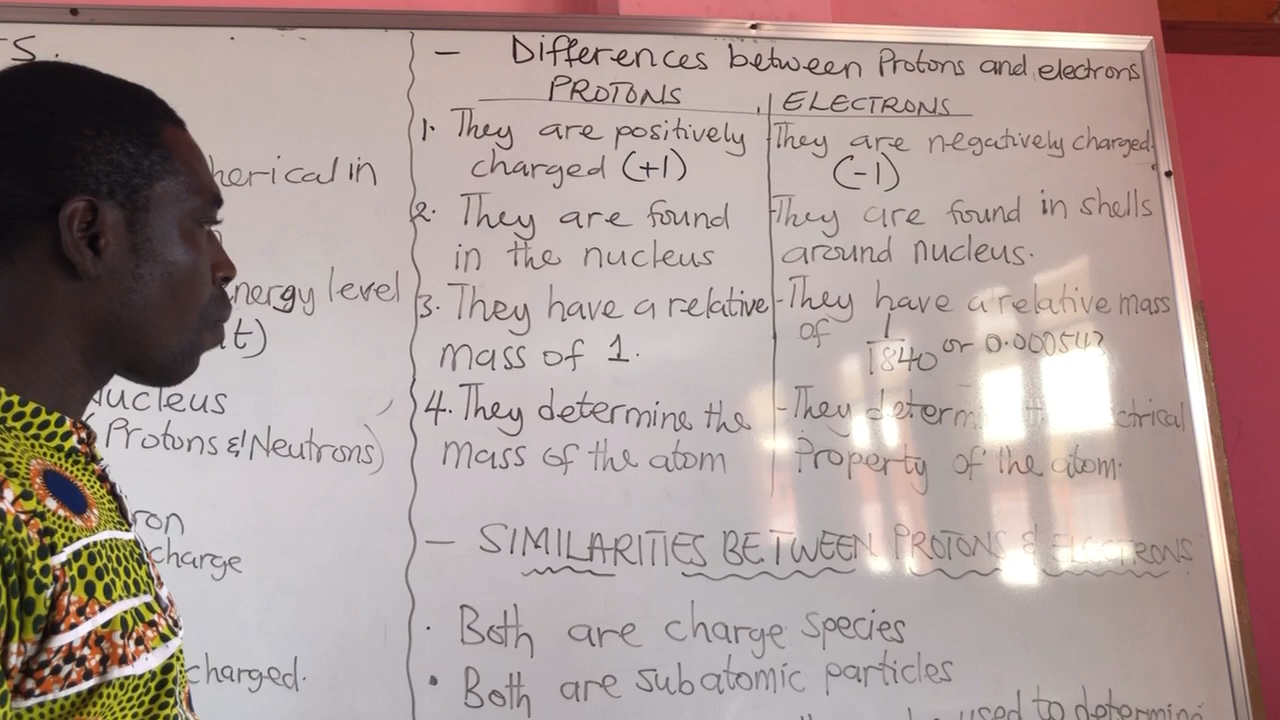 S.
herical in
nergy level
t)
Nucleus
(Protons & Neutrons)
ron
charge
charged.
— Differences between Protons and electrons
PROTONS
1. They are positively
charged (+1)
2. They are found
in the nucleus
3. They have a relative
mass of 1.
4. They determine the
mass of the atom
ELECTRONS
They are negatively charged.
(-1)
They are found in shells
around nucleus.
-They have a relative mass
of 1/1840 or 0.000543
-They
Property of the atom.
— SIMILARITIES BETWEEN PROTONS & ELECTRONS
· Both are charge species
• Both are subatomic particles
used to determine